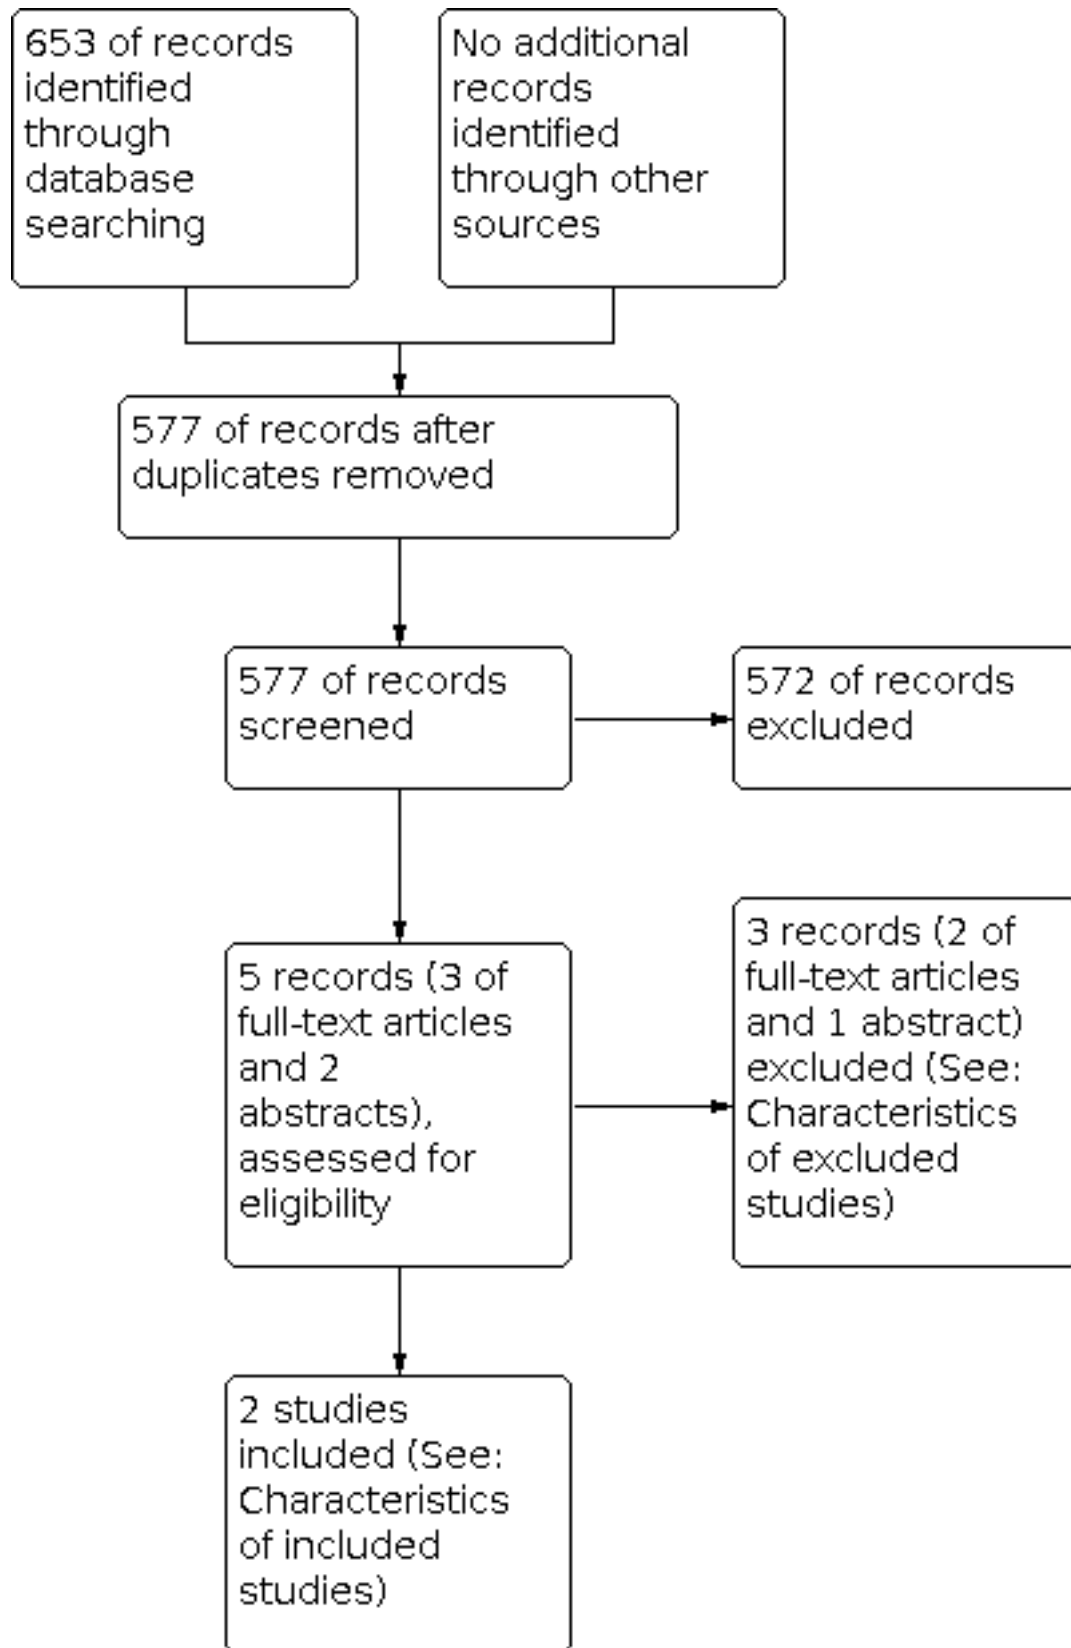 653 of records
identified
through
database
searching
No additional
records
identified
through other
sources
577 of records after
duplicates removed
577 of records
screened
572 of records
excluded
5 records (3 of
full-text articles
and 2
abstracts),
assessed for
eligibility
3 records (2 of
full-text articles
and 1 abstract)
excluded (See:
Characteristics
of excluded
studies)
2 studies
included (See:
Characteristics
of included
studies)